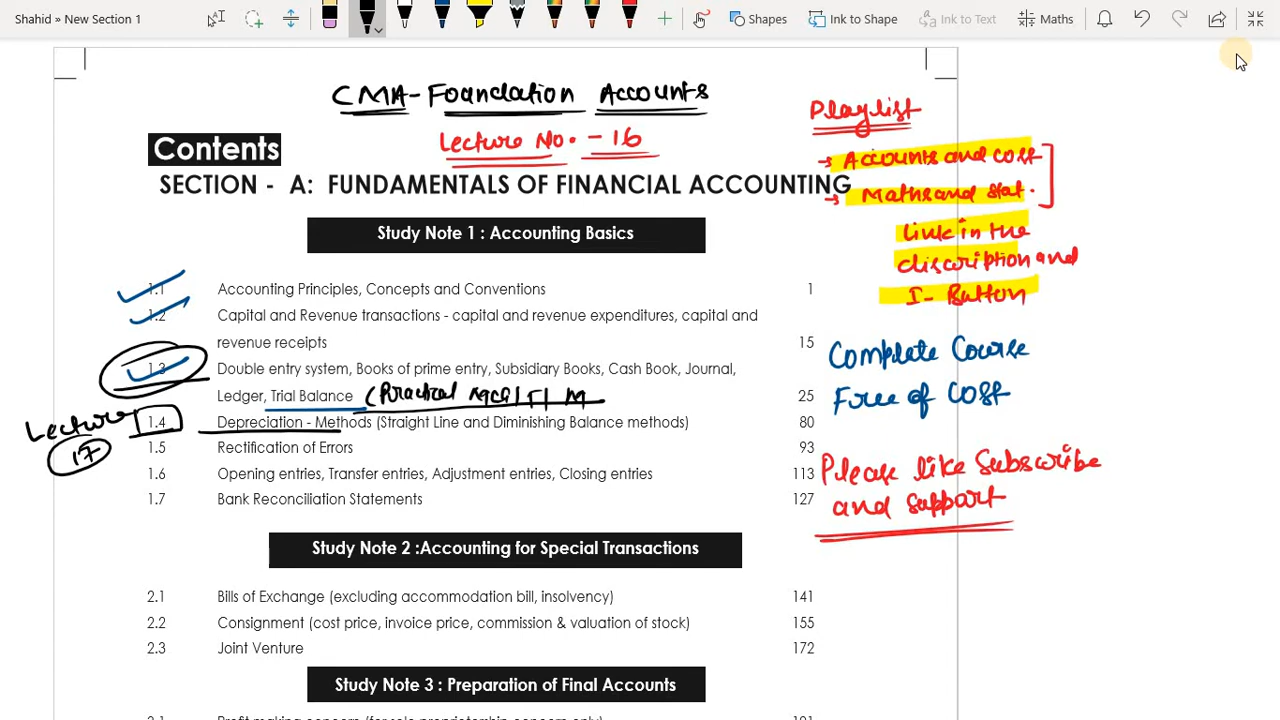 Shahid » New Section 1
Shapes
Ink to Shape
Ink to Text
Maths
CMA-Foundation Accounts
Lecture No. - 16
Contents
SECTION - A: FUNDAMENTALS OF FINANCIAL ACCOUNTING
Study Note 1 : Accounting Basics
1.1 Accounting Principles, Concepts and Conventions 1
1.2 Capital and Revenue transactions - capital and revenue expenditures, capital and
revenue receipts 15
1.3 Double entry system, Books of prime entry, Subsidiary Books, Cash Book, Journal,
Ledger, Trial Balance (Practical MCQ | T | M 25
Lecture 17
1.4 Depreciation - Methods (Straight Line and Diminishing Balance methods) 80
1.5 Rectification of Errors 93
1.6 Opening entries, Transfer entries, Adjustment entries, Closing entries 113
1.7 Bank Reconciliation Statements 127
Study Note 2 :Accounting for Special Transactions
2.1 Bills of Exchange (excluding accommodation bill, insolvency) 141
2.2 Consignment (cost price, invoice price, commission & valuation of stock) 155
2.3 Joint Venture 172
Study Note 3 : Preparation of Final Accounts
Playlist
→ Accounts and cost
→ Maths and stat.
link in the
discription and
I- Button
Complete Course
Free of Cost
Please like Subscribe
and support